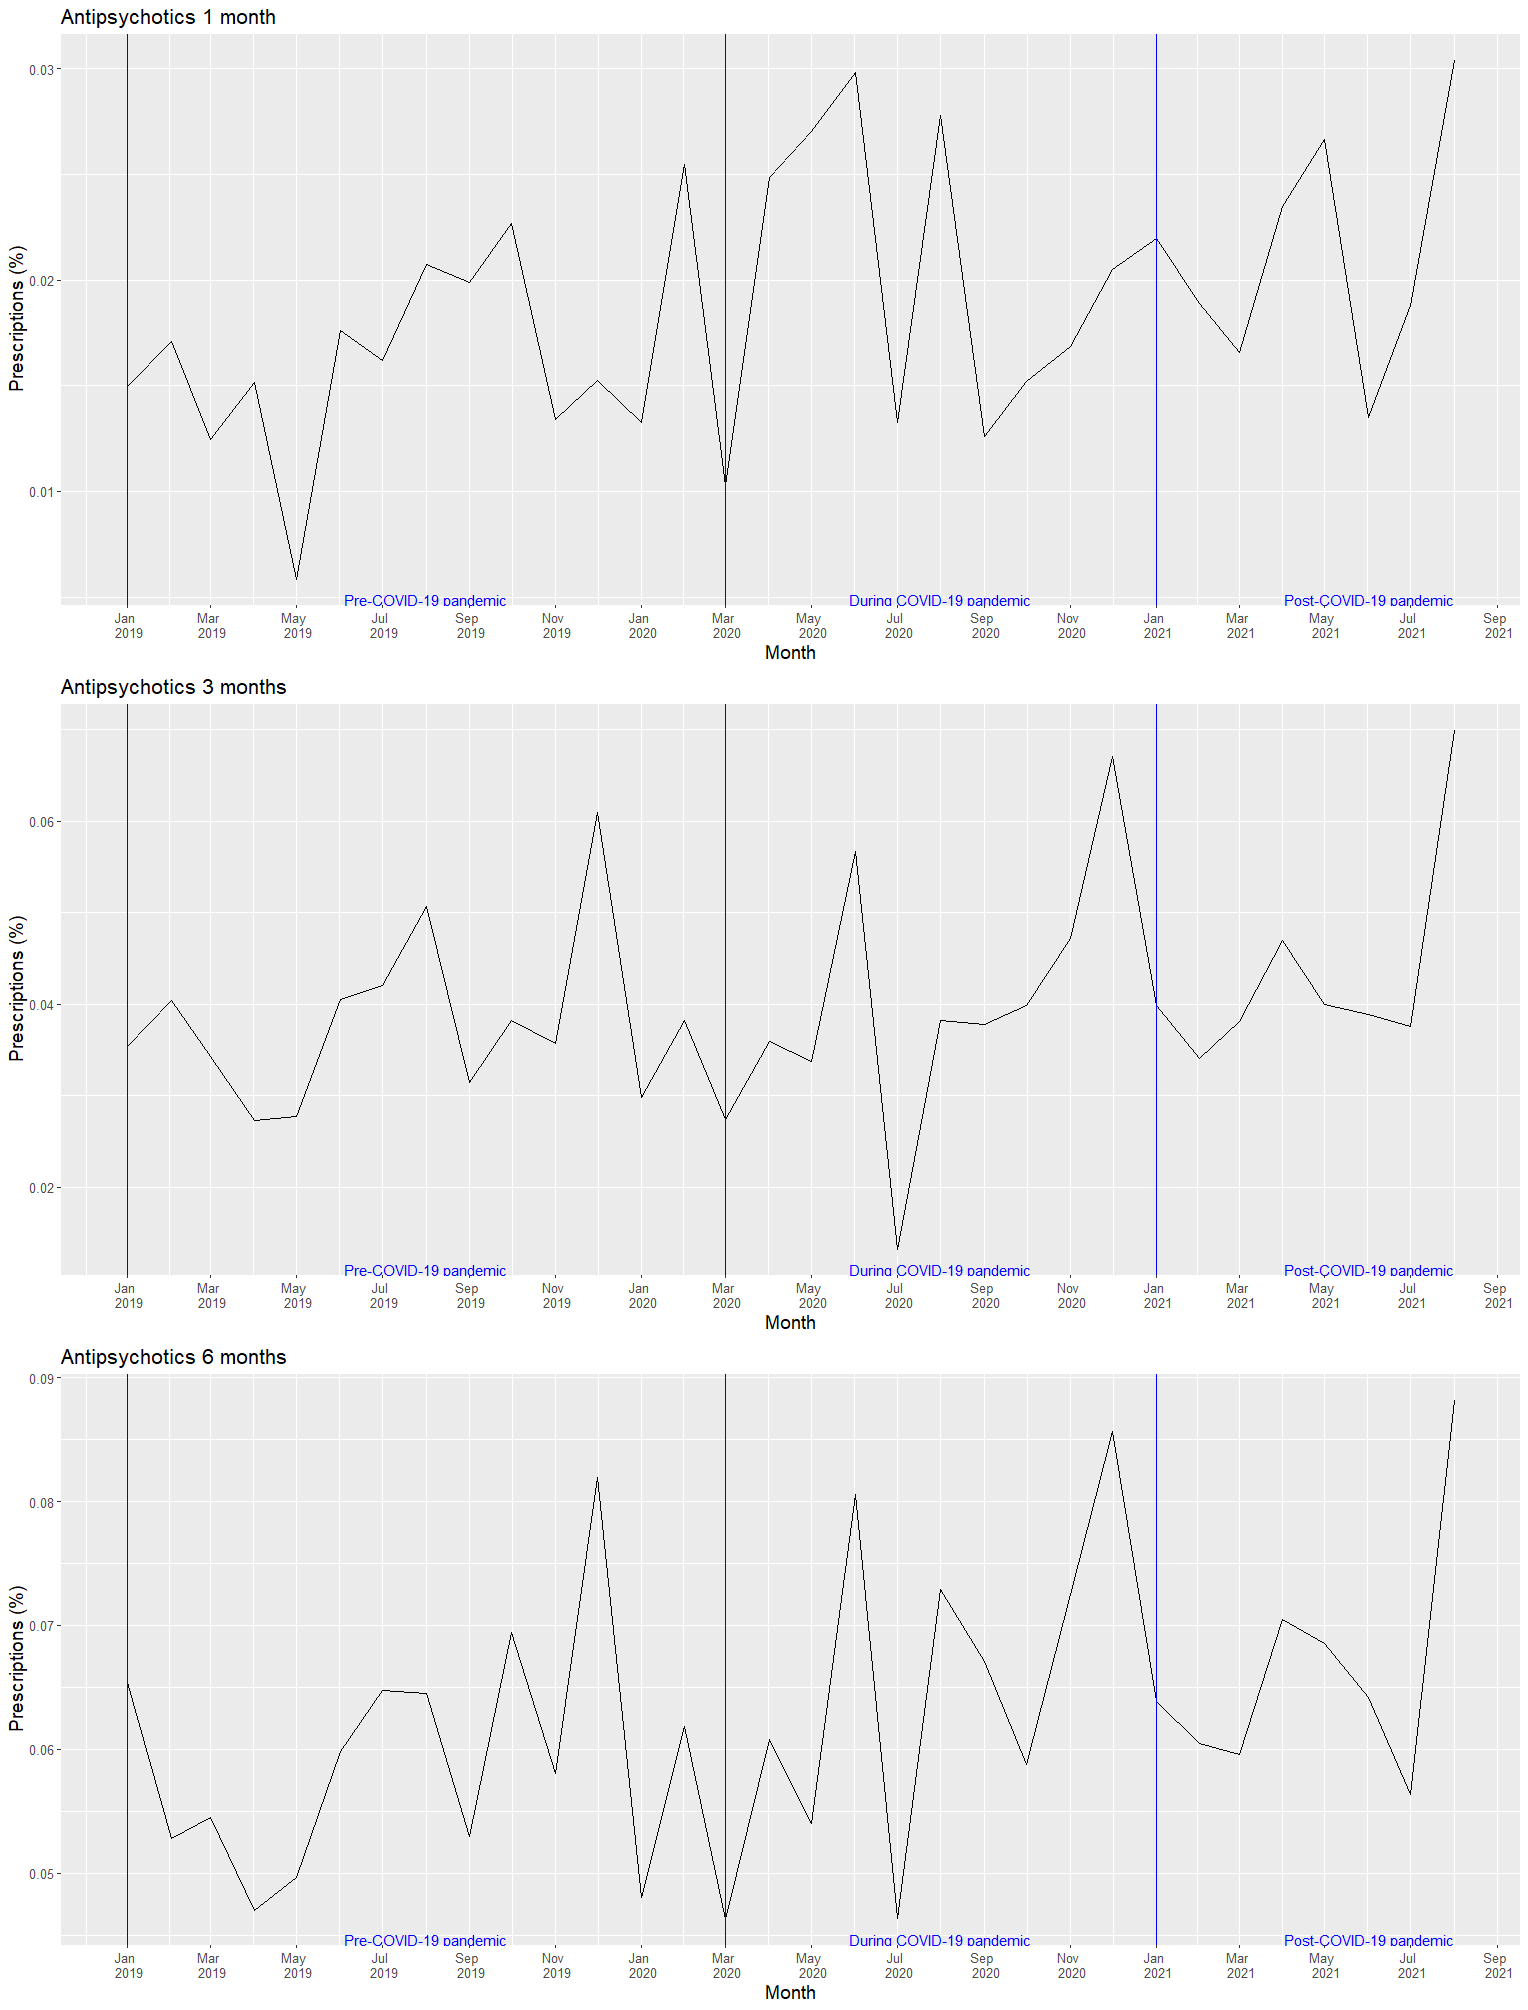 Antipsychotics 1 month
Prescriptions (%)
0.03
0.02
0.01
Pre-COVID-19 pandemic During COVID-19 pandemic Post-COVID-19 pandemic
Jan Mar May Jul Sep Nov Jan Mar May Jul Sep Nov Jan Mar May Jul Sep
2019 2019 2019 2019 2019 2019 2020 2020 2020 2020 2020 2020 2021 2021 2021 2021 2021
Month
Antipsychotics 3 months
Prescriptions (%)
0.06
0.04
0.02
Pre-COVID-19 pandemic During COVID-19 pandemic Post-COVID-19 pandemic
Jan Mar May Jul Sep Nov Jan Mar May Jul Sep Nov Jan Mar May Jul Sep
2019 2019 2019 2019 2019 2019 2020 2020 2020 2020 2020 2020 2021 2021 2021 2021 2021
Month
Antipsychotics 6 months
Prescriptions (%)
0.09
0.08
0.07
0.06
0.05
Pre-COVID-19 pandemic During COVID-19 pandemic Post-COVID-19 pandemic
Jan Mar May Jul Sep Nov Jan Mar May Jul Sep Nov Jan Mar May Jul Sep
2019 2019 2019 2019 2019 2019 2020 2020 2020 2020 2020 2020 2021 2021 2021 2021 2021
Month